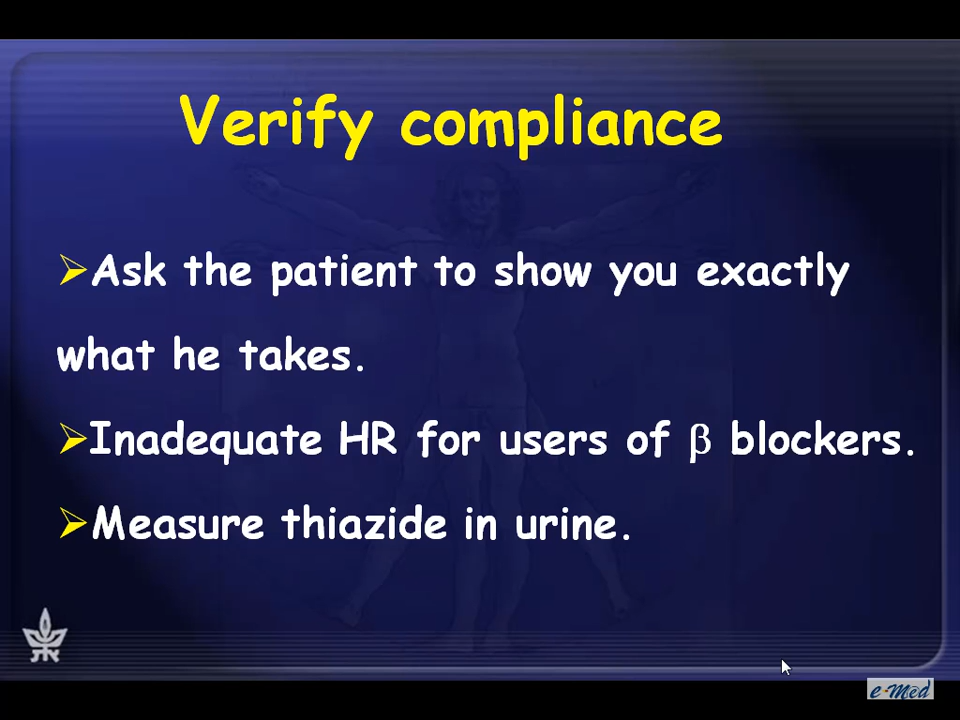 Verify compliance
➢Ask the patient to show you exactly
what he takes.
➢Inadequate HR for users of β blockers.
➢Measure thiazide in urine.
e-Med